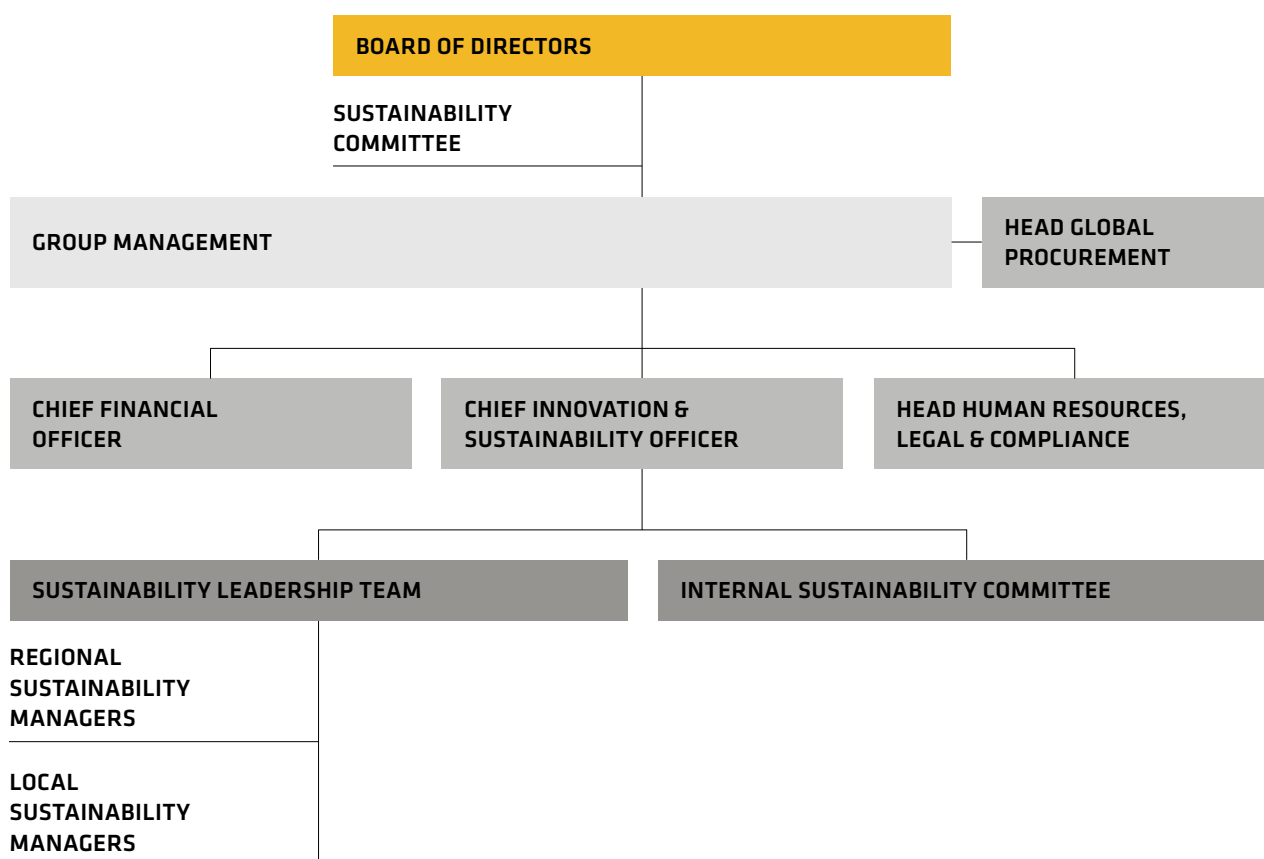 BOARD OF DIRECTORS
SUSTAINABILITY
COMMITTEE
GROUP MANAGEMENT
HEAD GLOBAL
PROCUREMENT
CHIEF FINANCIAL
OFFICER
CHIEF INNOVATION &
SUSTAINABILITY OFFICER
HEAD HUMAN RESOURCES,
LEGAL & COMPLIANCE
SUSTAINABILITY LEADERSHIP TEAM
INTERNAL SUSTAINABILITY COMMITTEE
REGIONAL
SUSTAINABILITY
MANAGERS
LOCAL
SUSTAINABILITY
MANAGERS